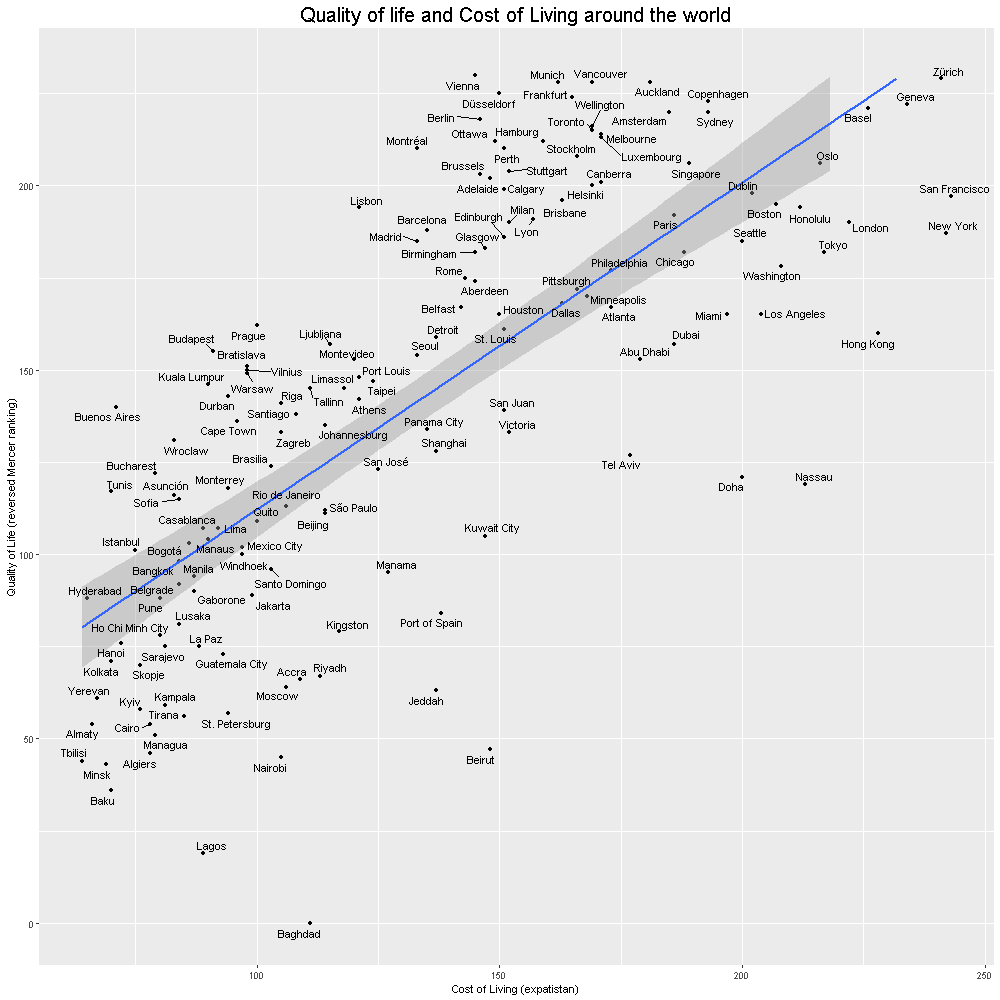 Quality of life and Cost of Living around the world
Zürich
Vienna
Munich
Vancouver
Auckland
Copenhagen
Geneva
Düsseldorf
Frankfurt
Wellington
Berlin
Toronto
Amsterdam
Sydney
Basel
Ottawa
Hamburg
Melbourne
Montréal
Stockholm
Luxembourg
Oslo
Brussels
Perth
Stuttgart
Canberra
Singapore
Adelaide
Calgary
Helsinki
Dublin
San Francisco
Lisbon
Barcelona
Edinburgh
Milan
Brisbane
Boston
Honolulu
Paris
London
New York
Madrid
Glasgow
Lyon
Seattle
Tokyo
Birmingham
Philadelphia
Chicago
Rome
Pittsburgh
Washington
Aberdeen
Belfast
Houston
Dallas
Minneapolis
Atlanta
Miami
Los Angeles
Detroit
St. Louis
Dubai
Hong Kong
Budapest
Prague
Ljubljana
Seoul
Abu Dhabi
Bratislava
Montevideo
Vilnius
Kuala Lumpur
Limassol
Port Louis
Warsaw
Riga
Tallinn
Taipei
Durban
Athens
San Juan
Buenos Aires
Santiago
Cape Town
Johannesburg
Panama City
Victoria
Wroclaw
Zagreb
Shanghai
Bucharest
Brasilia
San José
Tel Aviv
Tunis
Asunción
Monterrey
Doha
Nassau
Sofia
Rio de Janeiro
Casablanca
Quito
São Paulo
Lima
Beijing
Kuwait City
Istanbul
Bogotá
Manaus
Mexico City
Bangkok
Manila
Windhoek
Manama
Hyderabad
Belgrade
Santo Domingo
Pune
Gaborone
Jakarta
Lusaka
Ho Chi Minh City
Kingston
Port of Spain
Hanoi
La Paz
Sarajevo
Guatemala City
Kolkata
Skopje
Accra
Riyadh
Yerevan
Kyiv
Kampala
Moscow
Jeddah
Tirana
St. Petersburg
Almaty
Cairo
Managua
Tbilisi
Algiers
Nairobi
Beirut
Minsk
Baku
Lagos
Baghdad
Quality of Life (reversed Mercer ranking)
200
150
100
50
0
100
150
200
250
Cost of Living (expatistan)